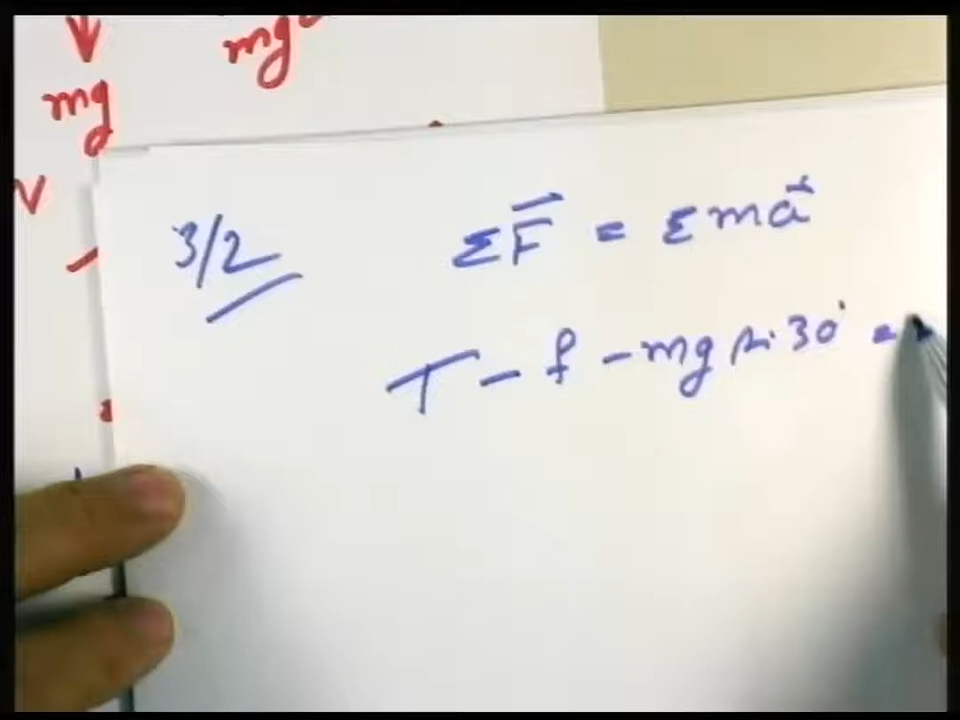 mg
mg
3/2
ΣF⃗ = Σma⃗
T - f - mg sin 30° =